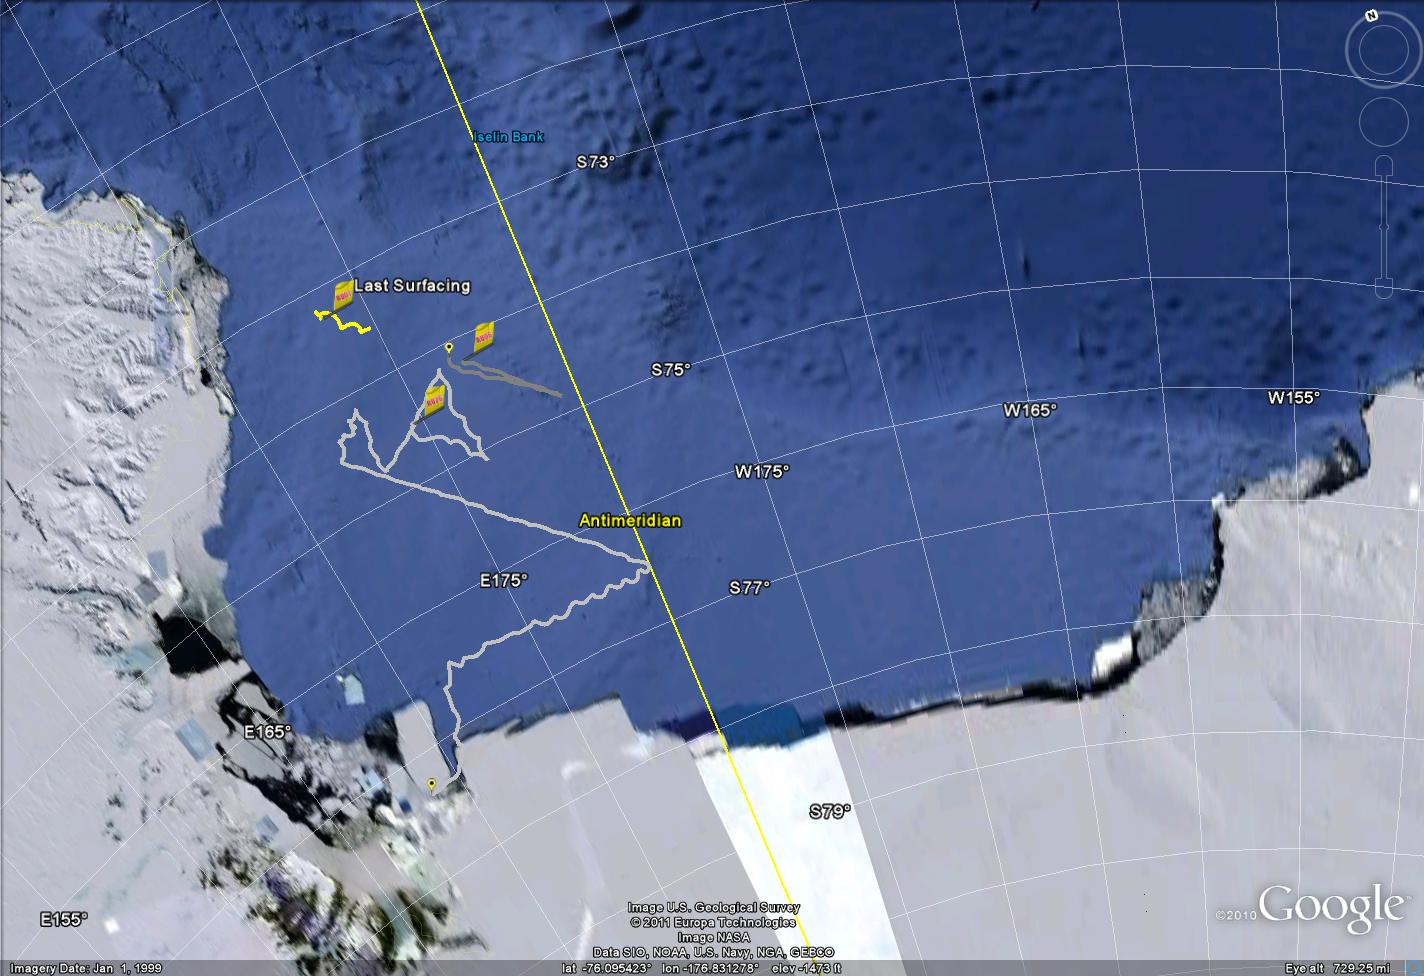 N
Iselin Bank
S73°
Last Surfacing
S75°
W155°
W165°
W175°
Antimeridian
E175°
S77°
E165°
S79°
E155°
Image U.S. Geological Survey
© 2011 Europa Technologies
Image NASA
Data SIO, NOAA, U.S. Navy, NGA, GEBCO
©2010 Google
Imagery Date: Jan 1, 1999
lat -76.095423° lon -176.831278° elev -1473 ft
Eye alt 729.25 mi